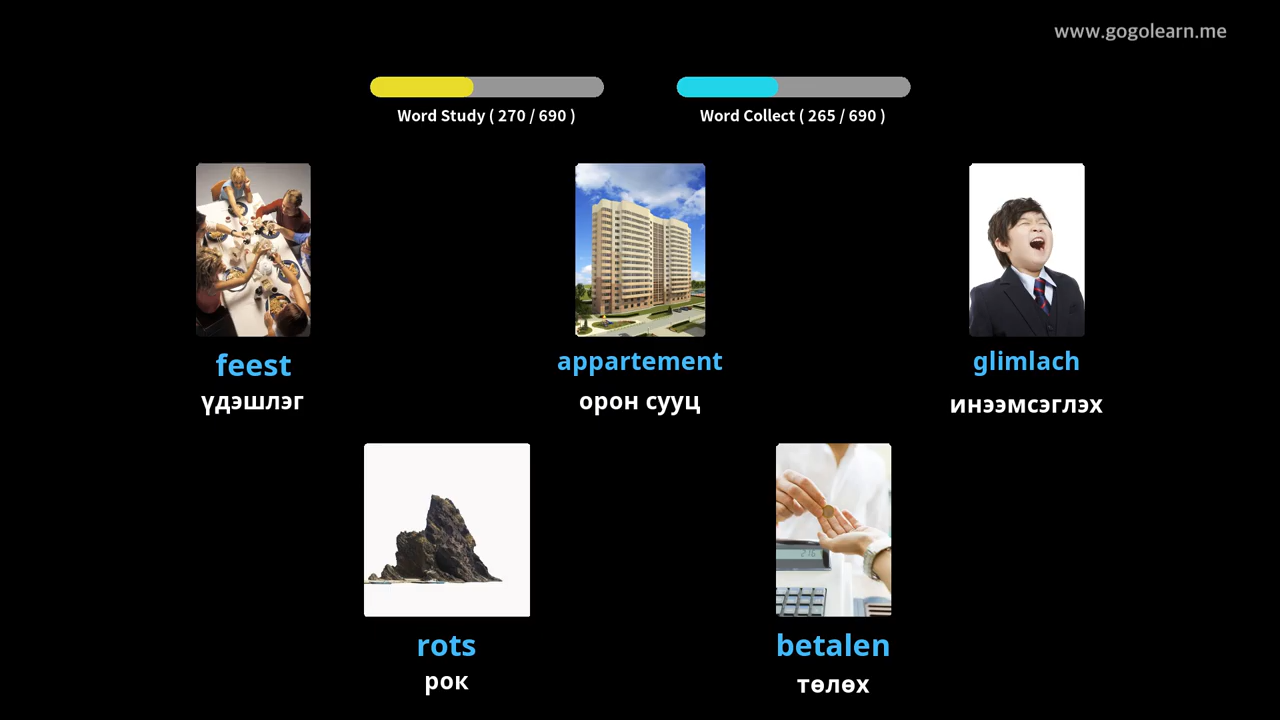 www.gogolearn.me
Word Study ( 270 / 690 )
Word Collect ( 265 / 690 )
feest
үдэшлэг
appartement
орон сууц
glimlach
инээмсэглэх
rots
рок
betalen
төлөх